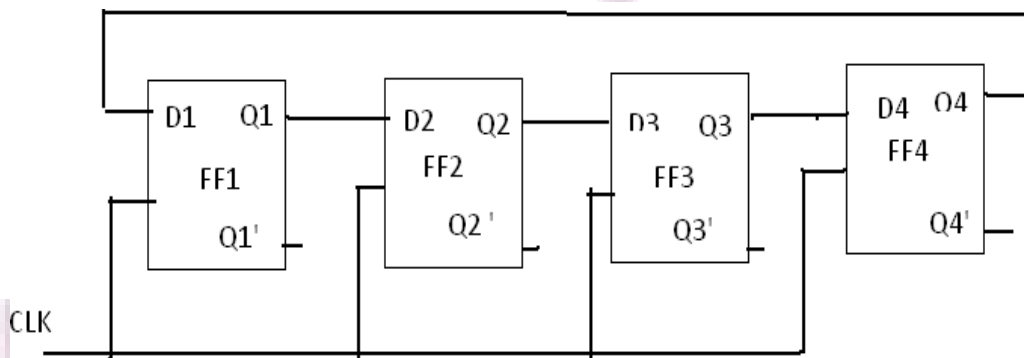 D1 Q1
FF1
Q1'
D2 Q2
FF2
Q2'
D3 Q3
FF3
Q3'
D4 Q4
FF4
Q4'
CLK